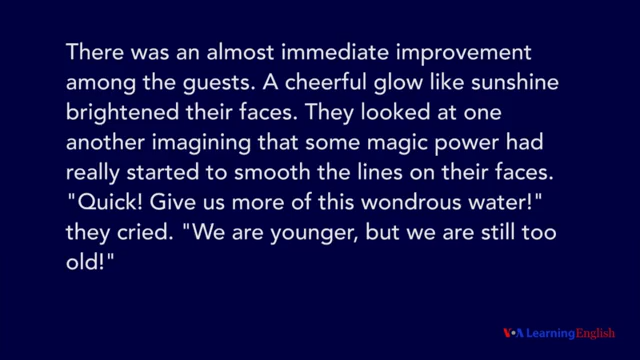 There was an almost immediate improvement
among the guests. A cheerful glow like sunshine
brightened their faces. They looked at one
another imagining that some magic power had
really started to smooth the lines on their faces.
"Quick! Give us more of this wondrous water!"
they cried. "We are younger, but we are still too
old!"
VOA Learning English